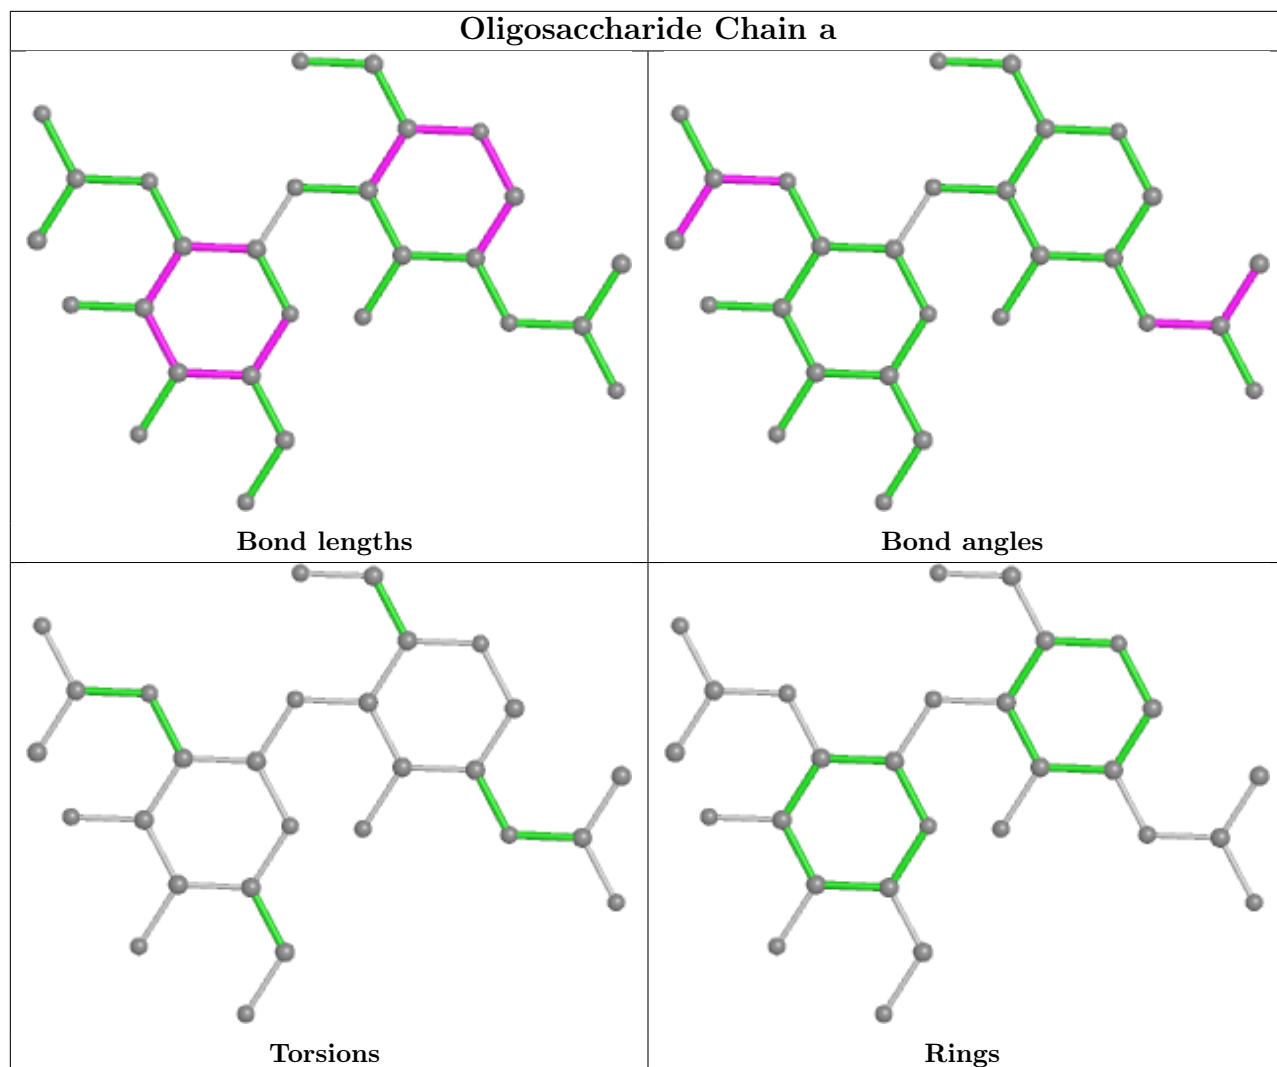 Oligosaccharide Chain a
Bond lengths
Bond angles
Torsions
Rings